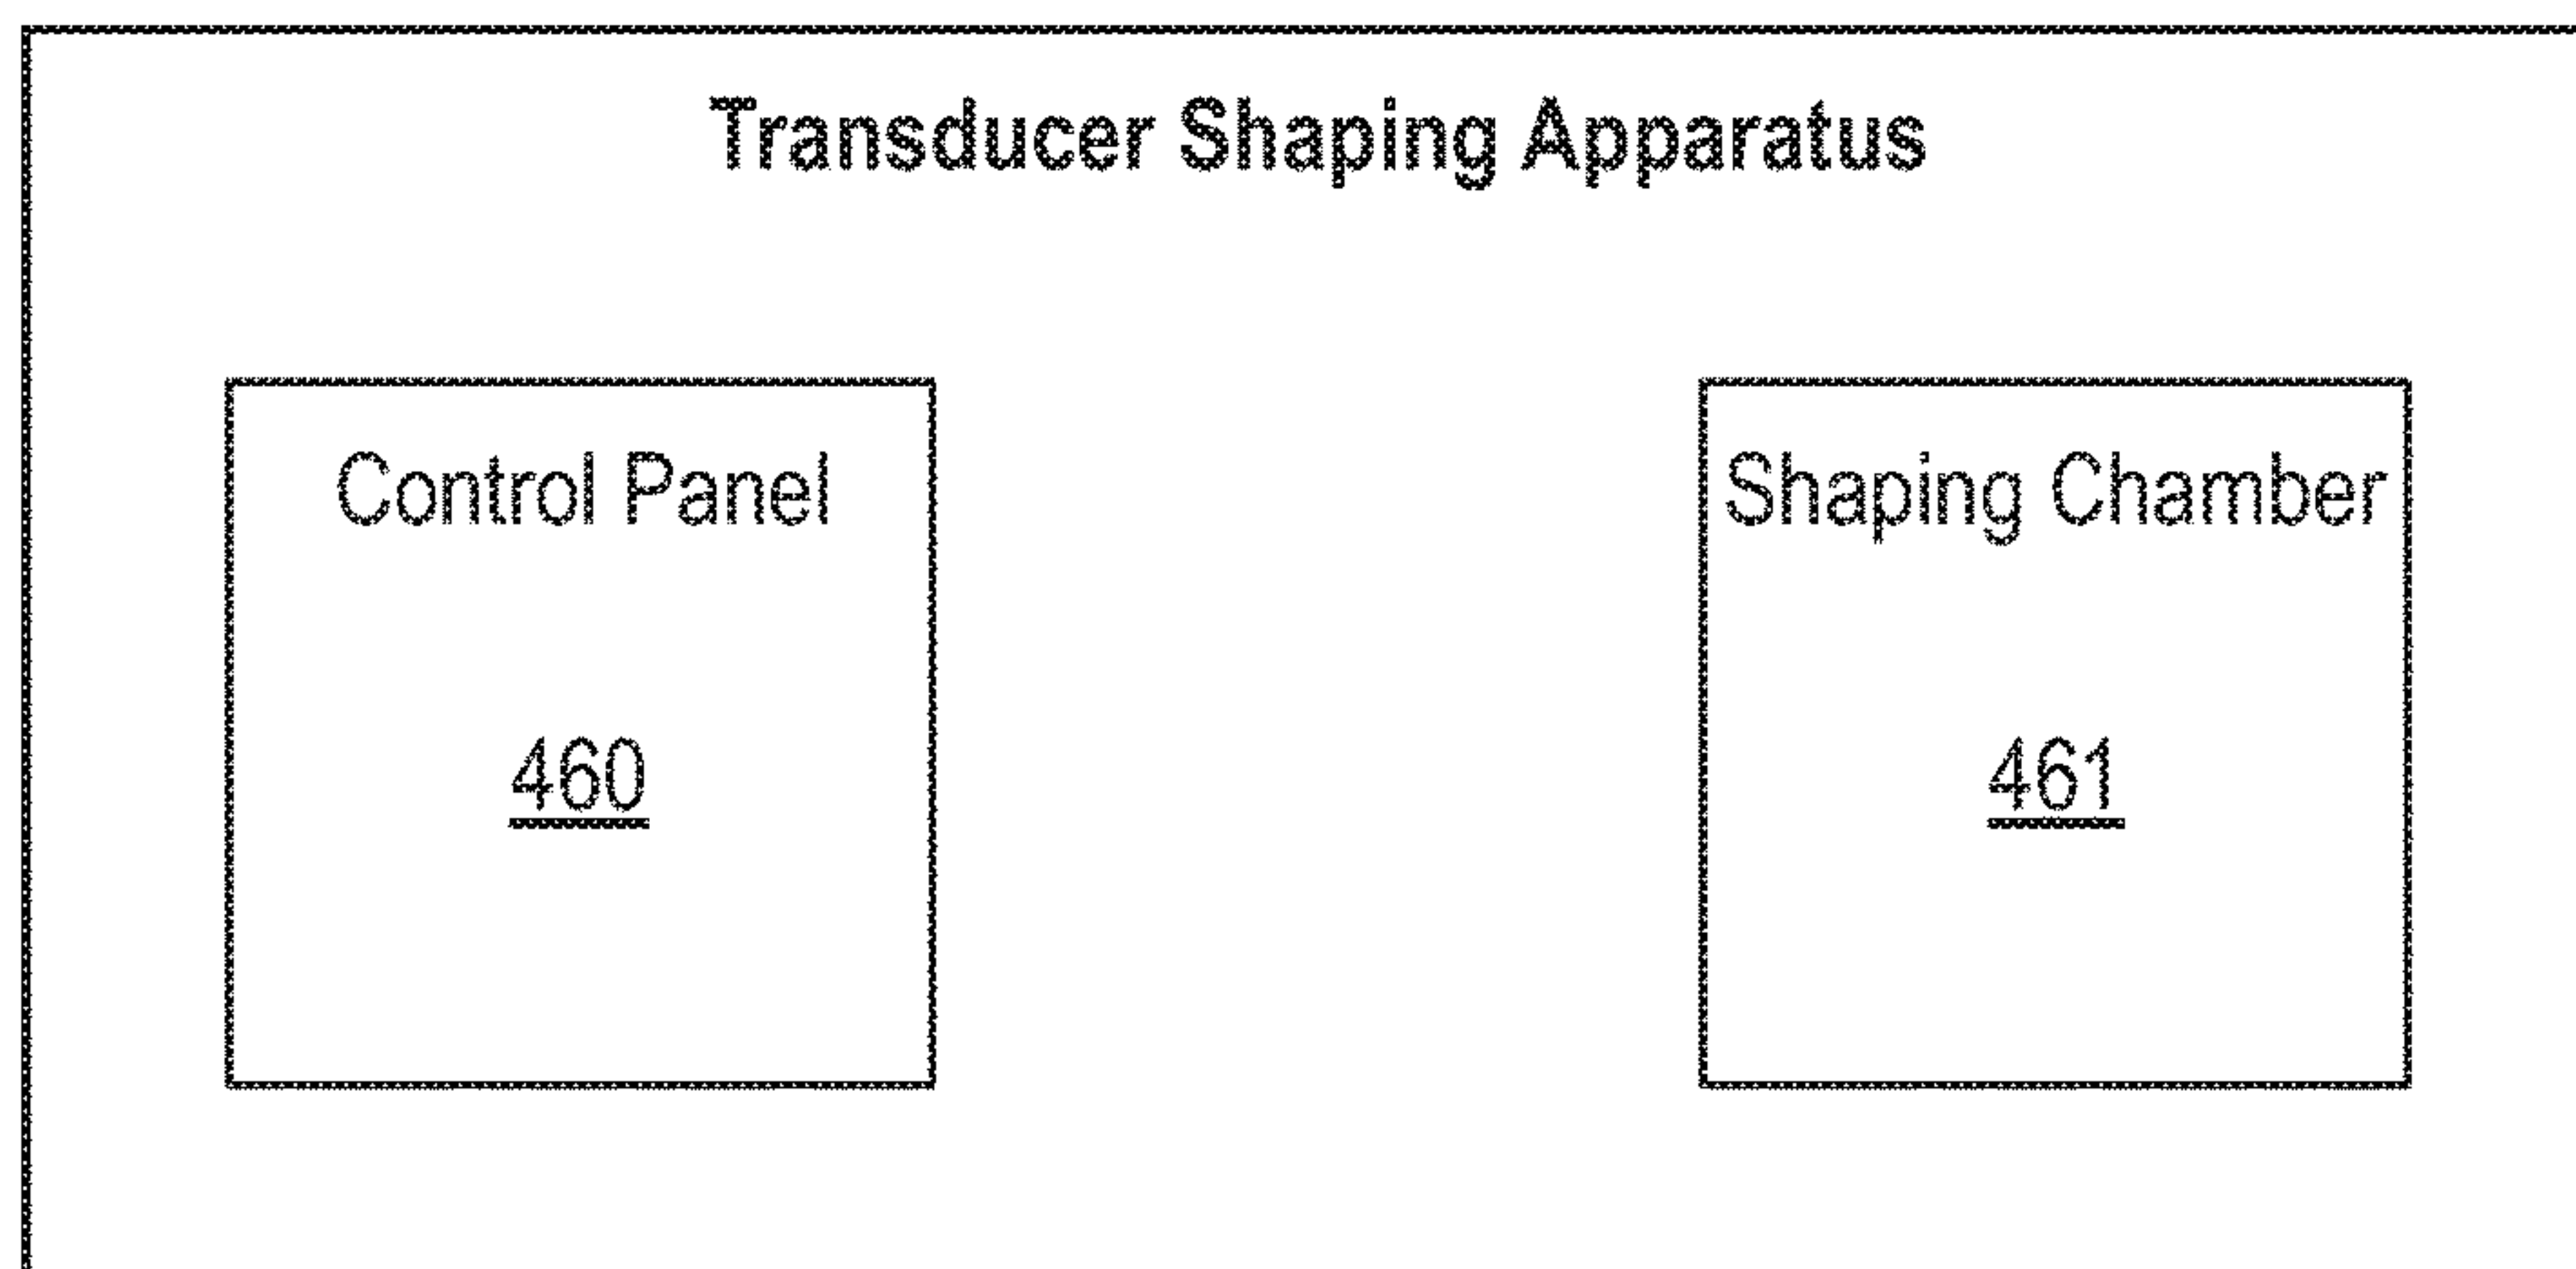 Transducer Shaping Apparatus
Control Panel
460
Shaping Chamber
461